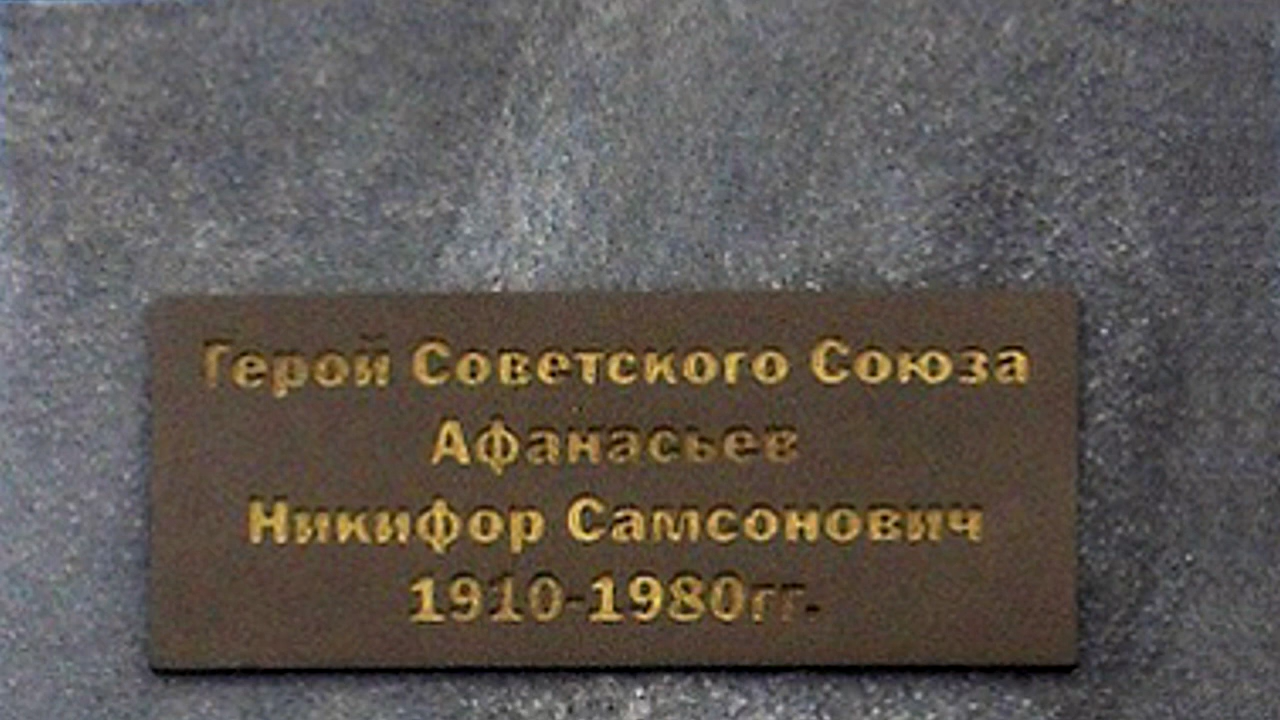 Герой Советского Союза
Афанасьев
Никифор Самсонович
1910-1980гг.